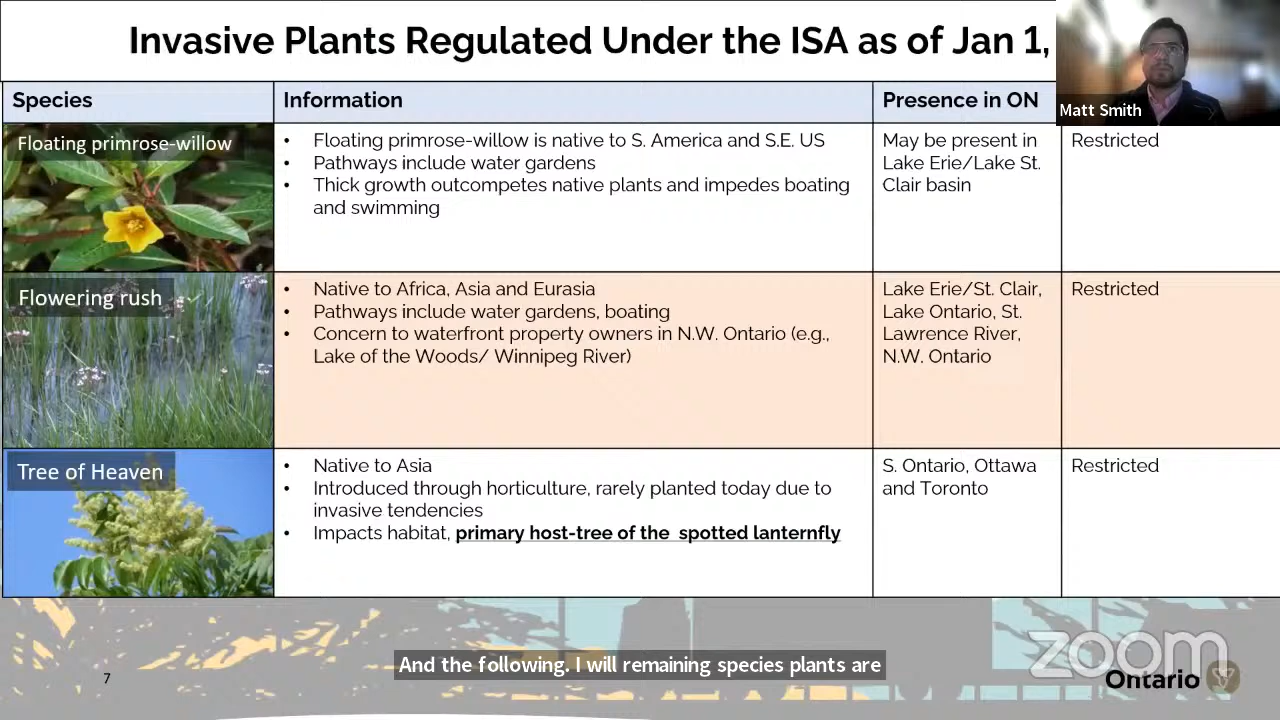 Invasive Plants Regulated Under the ISA as of Jan 1,
Matt Smith
Species
Information
Presence in ON
Floating primrose-willow
• Floating primrose-willow is native to S. America and S.E. US
• Pathways include water gardens
• Thick growth outcompetes native plants and impedes boating
and swimming
May be present in
Lake Erie/Lake St.
Clair basin
Restricted
Flowering rush
• Native to Africa, Asia and Eurasia
• Pathways include water gardens, boating
• Concern to waterfront property owners in N.W. Ontario (e.g.,
Lake of the Woods/ Winnipeg River)
Lake Erie/St. Clair,
Lake Ontario, St.
Lawrence River,
N.W. Ontario
Restricted
Tree of Heaven
• Native to Asia
• Introduced through horticulture, rarely planted today due to
invasive tendencies
• Impacts habitat, primary host-tree of the spotted lanternfly
S. Ontario, Ottawa
and Toronto
Restricted
And the following. I will remaining species plants are
zoom
7
Ontario